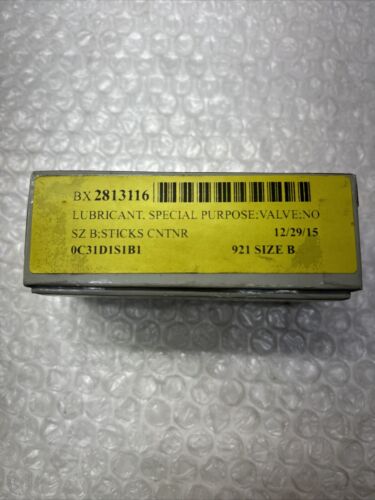 BX 2813116
LUBRICANT, SPECIAL PURPOSE;VALVE;NO
SZ B;STICKS CNTNR 12/29/15
0C31D1S1B1 921 SIZE B